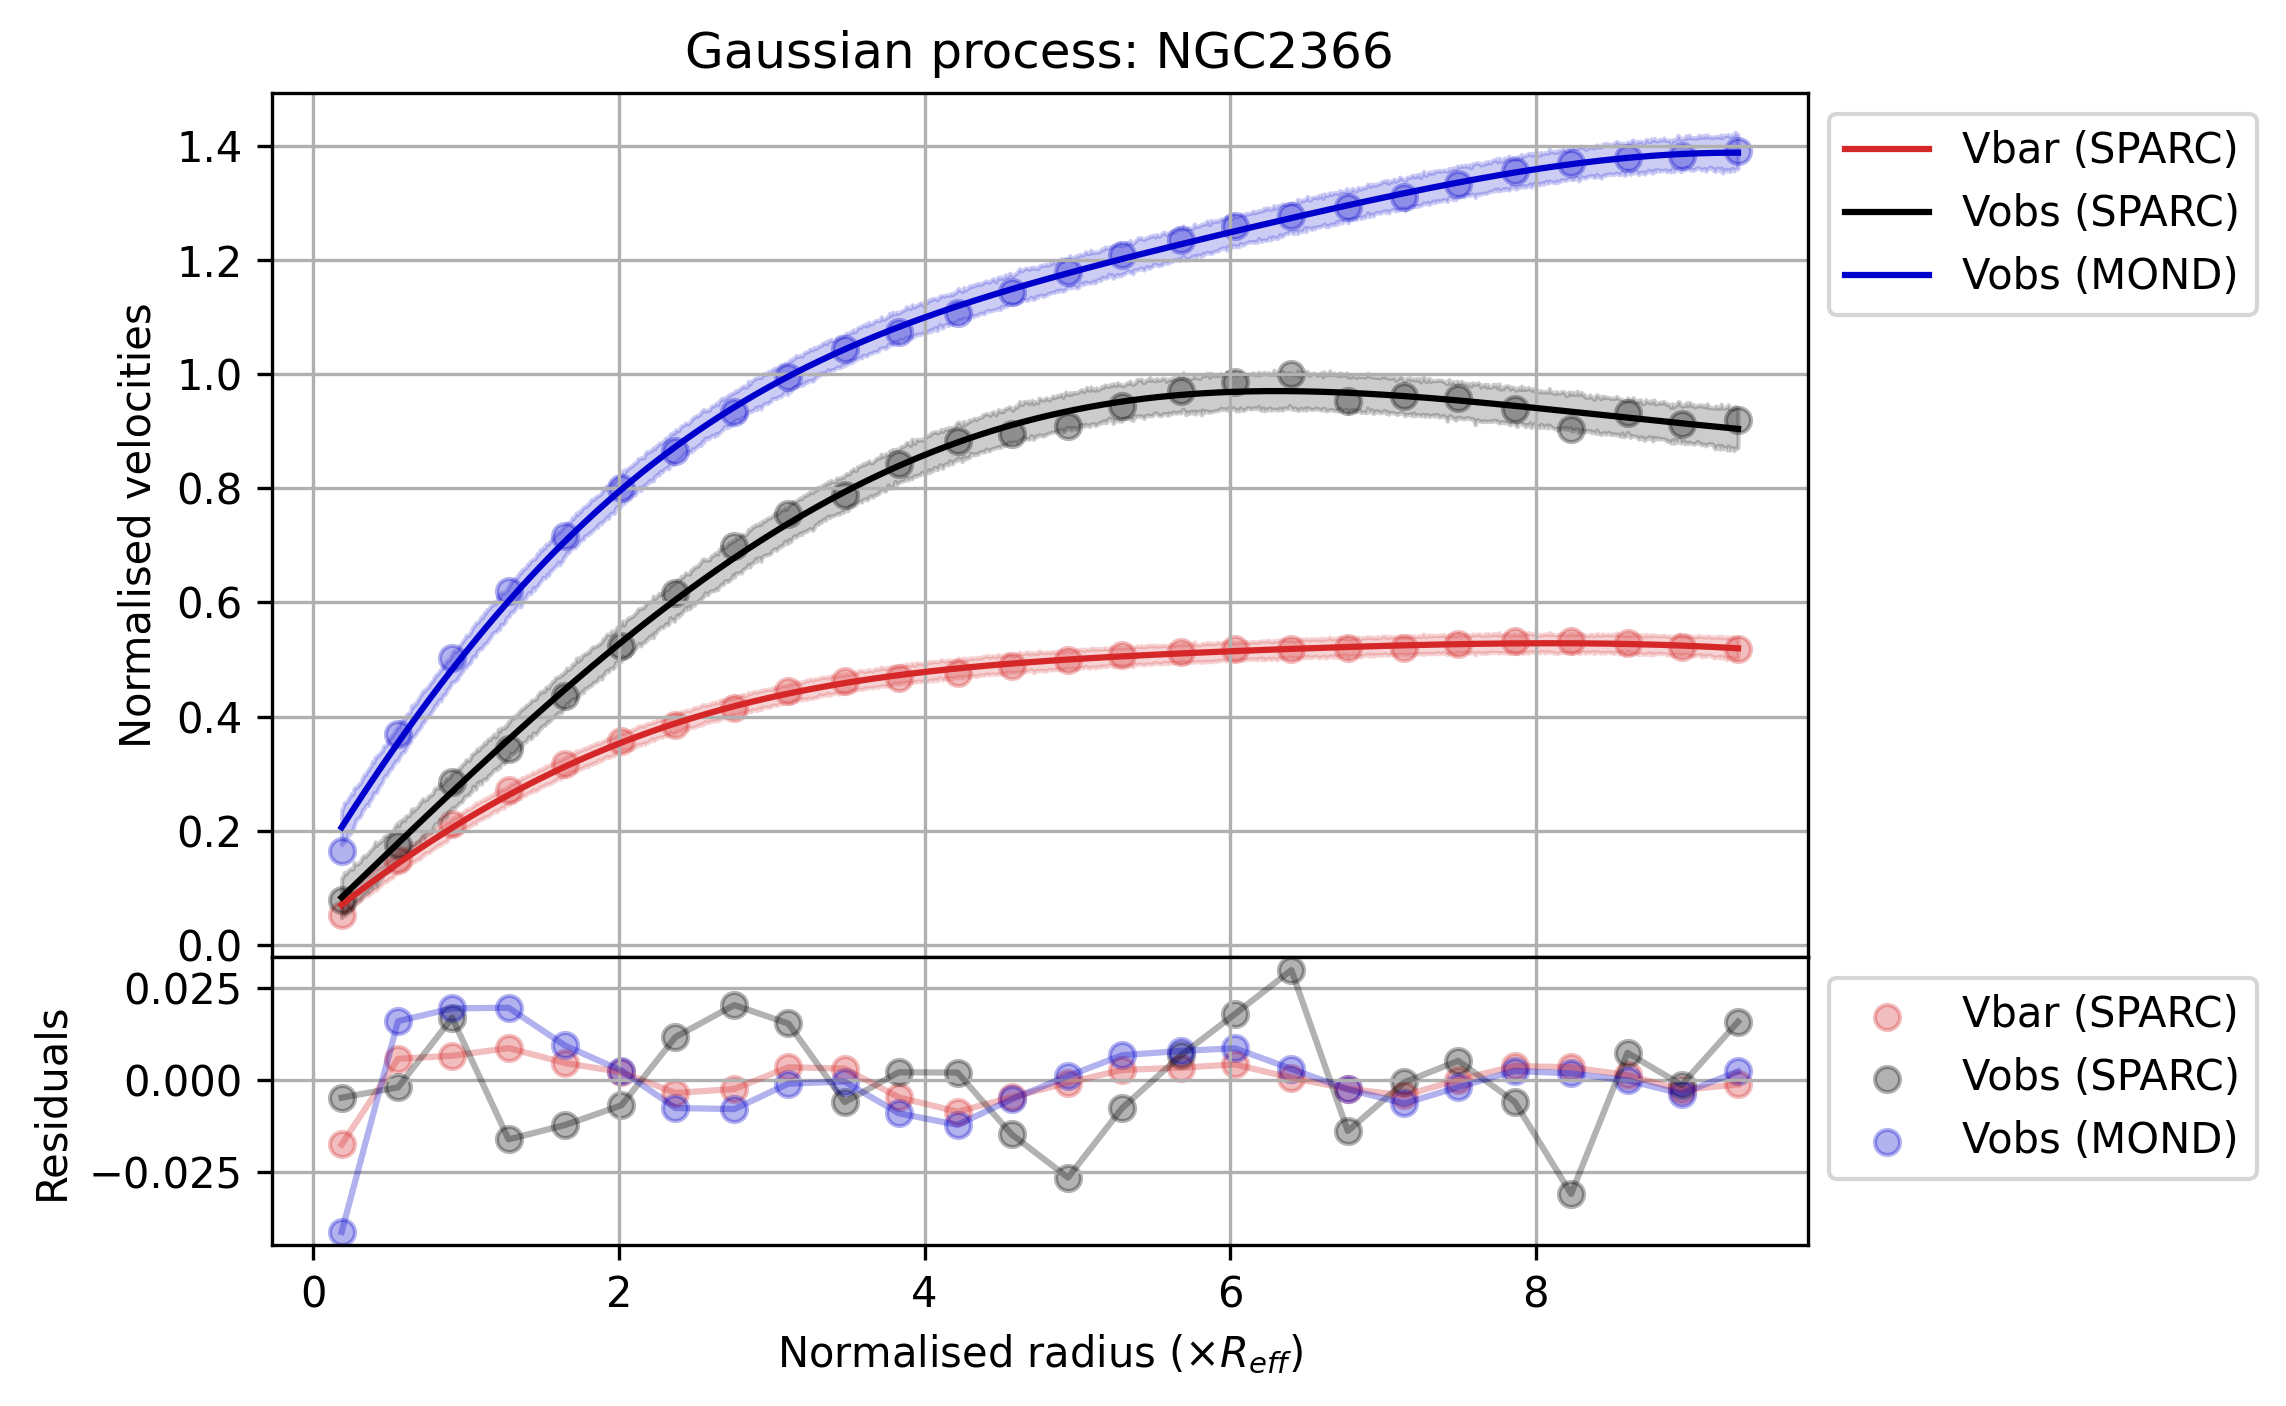 Gaussian process: NGC2366
Normalised velocities
1.4
1.2
1.0
0.8
0.6
0.4
0.2
0.0
Vbar (SPARC)
Vobs (SPARC)
Vobs (MOND)
Residuals
0.025
0.000
−0.025
Vbar (SPARC)
Vobs (SPARC)
Vobs (MOND)
0 2 4 6 8
Normalised radius (×R_eff)